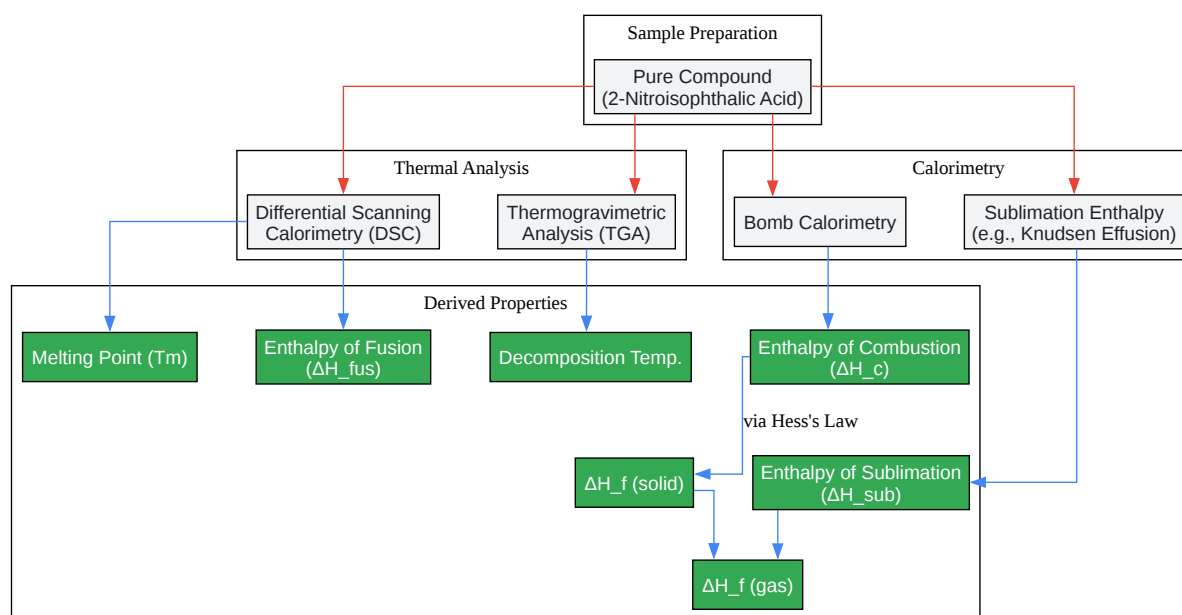 Sample Preparation
Pure Compound
(2-Nitroisophthalic Acid)
Thermal Analysis
Calorimetry
Differential Scanning
Calorimetry (DSC)
Thermogravimetric
Analysis (TGA)
Bomb Calorimetry
Sublimation Enthalpy
(e.g., Knudsen Effusion)
Derived Properties
Melting Point (Tm)
Enthalpy of Fusion
(ΔH_fus)
Decomposition Temp.
Enthalpy of Combustion
(ΔH_c)
via Hess's Law
ΔH_f (solid)
Enthalpy of Sublimation
(ΔH_sub)
ΔH_f (gas)